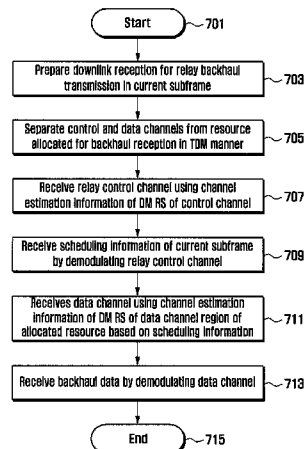 Start
701
Prepare downlink reception for relay backhaul
transmission in current subframe
703
Separate control and data channels from resource
allocated for backhaul reception in TDM manner
705
Receive relay control channel using channel
estimation information of DM RS of control channel
707
Receive scheduling information of current subframe
by demodulating relay control channel
709
Receives data channel using channel estimation
information of DM RS of data channel region of
allocated resource based on scheduling information
711
Receive backhaul data by demodulating data channel
713
End
715